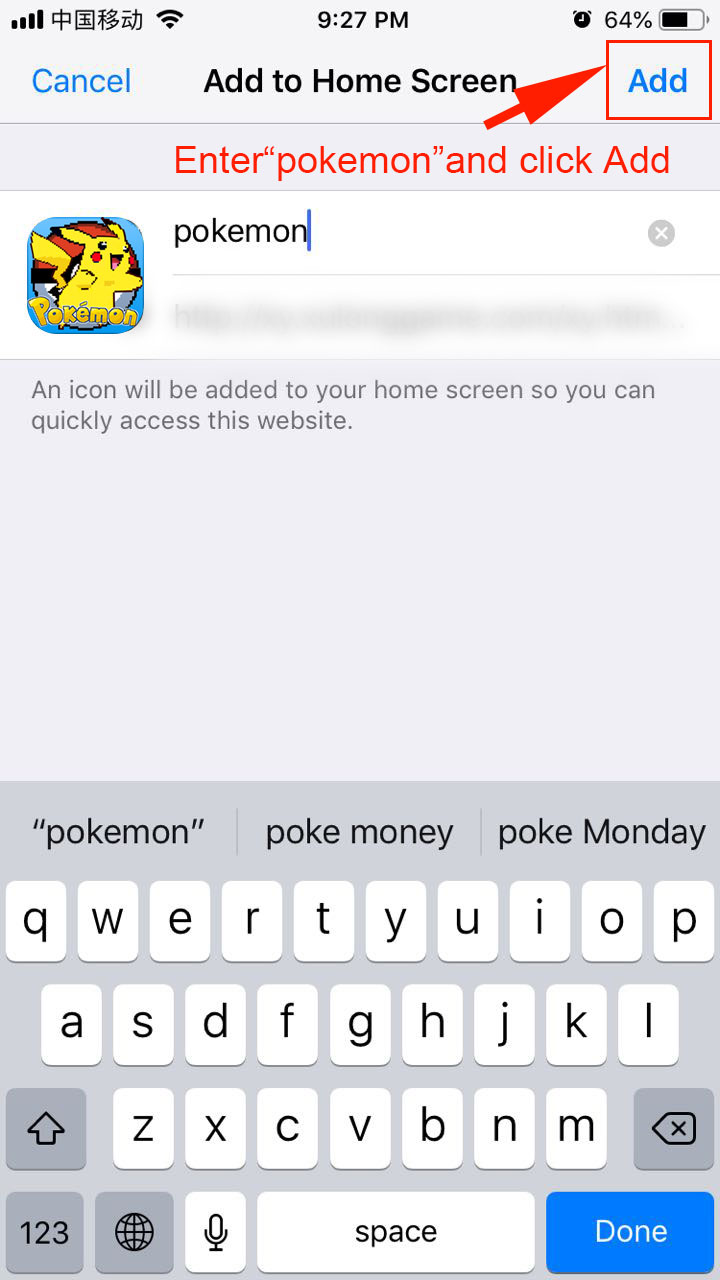 中国移动 9:27 PM 64%
Cancel Add to Home Screen Add
Enter“pokemon”and click Add
pokemon
Pokémon
An icon will be added to your home screen so you can
quickly access this website.
“pokemon” poke money poke Monday
q w e r t y u i o p
a s d f g h j k l
z x c v b n m
123 space Done